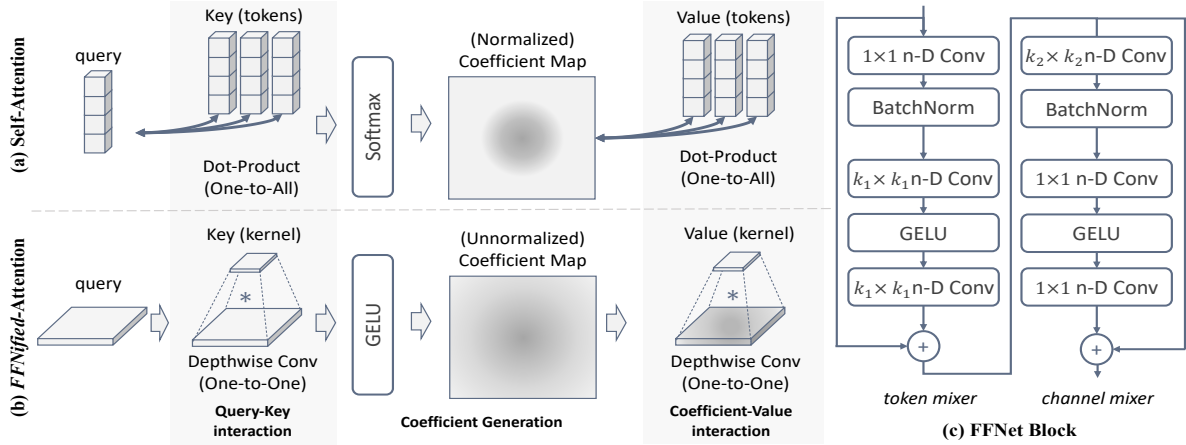 (a) Self-Attention
query
Key (tokens)
Dot-Product
(One-to-All)
Softmax
(Normalized)
Coefficient Map
Value (tokens)
Dot-Product
(One-to-All)
(b) FFNified-Attention
query
Key (kernel)
*
Depthwise Conv
(One-to-One)
Query-Key
interaction
GELU
(Unnormalized)
Coefficient Map
Coefficient Generation
Value (kernel)
*
Depthwise Conv
(One-to-One)
Coefficient-Value
interaction
1×1 n-D Conv
BatchNorm
k₁× k₁n-D Conv
GELU
k₁× k₁n-D Conv
+
token mixer
k₂× k₂n-D Conv
BatchNorm
1×1 n-D Conv
GELU
1×1 n-D Conv
+
channel mixer
(c) FFNet Block